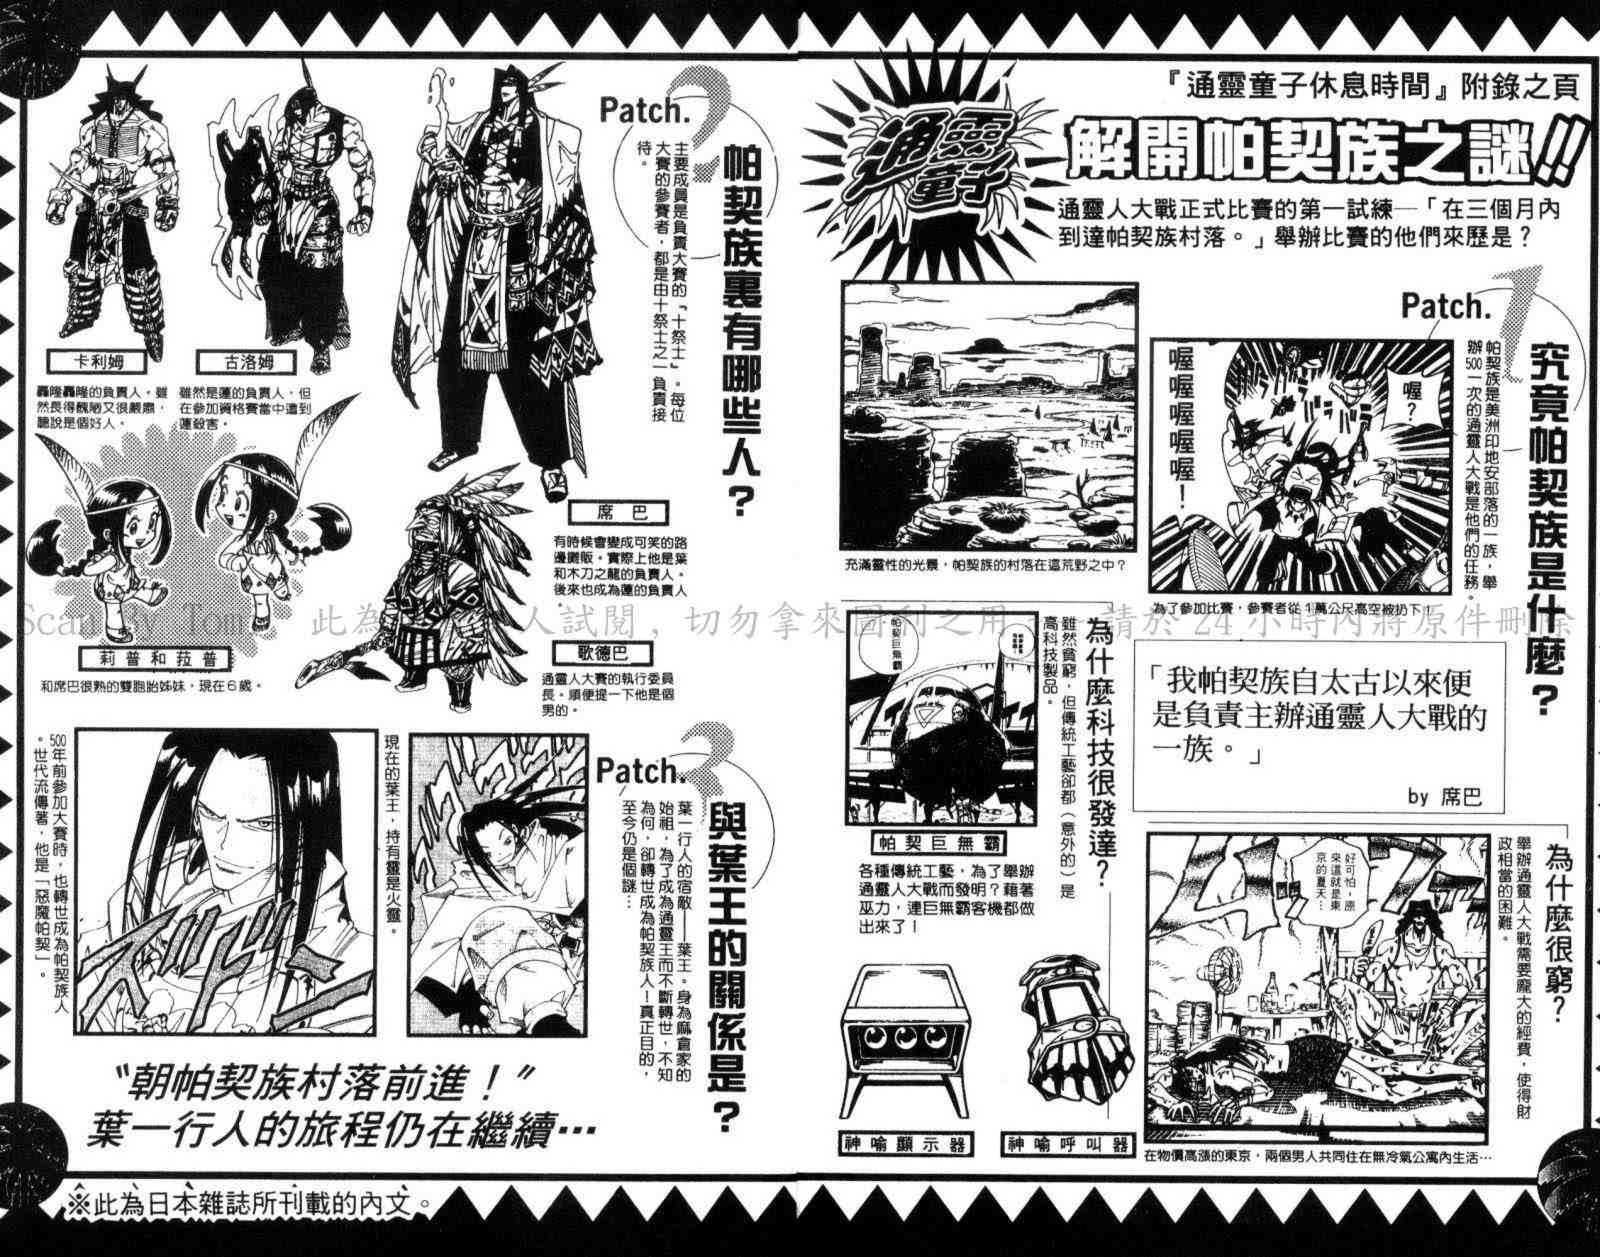 『通靈童子休息時間』附錄之頁
通靈童子
解開帕契族之謎!!
通靈人大戰正式比賽的第一試練─「在三個月內
到達帕契族村落。」舉辦比賽的他們來歷是？
Patch.1
究竟帕契族是什麼？
帕契族是美洲印地安部落的一族，舉
辦500年一次的通靈人大戰是他們的任務。
喔？
喔喔喔喔喔！
為了參加比賽，參賽者從1萬公尺高空被扔下！
充滿靈性的光景，帕契族的村落在這荒野之中？
「我帕契族自太古以來便
是負責主辦通靈人大戰的
一族。」
by 席巴
為什麼很窮？
舉辦通靈人大戰需要龐大的經費，使得財
政相當的困難。
好可怕，原
來這就是東
京的夏天…
在物價高漲的東京，兩個男人共同住在無冷氣公寓內生活…
為什麼科技很發達？
雖然貧窮，但傳統工藝卻都（意外的）是
高科技製品。
帕契巨無霸
帕契巨無霸
各種傳統工藝，為了舉辦
通靈人大戰而發明？藉著
巫力，連巨無霸客機都做
出來了！
神喻呼叫器
神喻顯示器
Patch.2
帕契族裏有哪些人？
主要成員是負責大賽的「十祭士」。每位
大賽的參賽者，都是由十祭士之一負責接
待。
卡利姆
轟隆轟隆的負責人。雖
然長得醜陋又很嚴肅，
聽說是個好人。
古洛姆
雖然是蓮的負責人，但
在參加資格賽當中遭到
蓮殺害。
席巴
有時候會變成可笑的路
邊攤販。實際上他是葉
和木刀之龍的負責人。
後來也成為蓮的負責人
莉普和菈普
和席巴很熟的雙胞胎姊妹，現在6歲。
歌德巴
通靈人大賽的執行委員
長。順便提一下他是個
男的。
Patch.3
與葉王的關係是？
葉一行人的宿敵──葉王。身為麻倉家的
始祖，為了成為通靈王而不斷轉世，不知
為何，卻轉世成為帕契族人！真正目的，
至今仍是個謎…
現在的葉王，持有靈是火靈。
500年前參加大賽時，也轉世成為帕契族人
。世代流傳著，他是「惡魔帕契」。
ズドドドン
〝朝帕契族村落前進！〞
葉一行人的旅程仍在繼續…
※此為日本雜誌所刊載的內文。